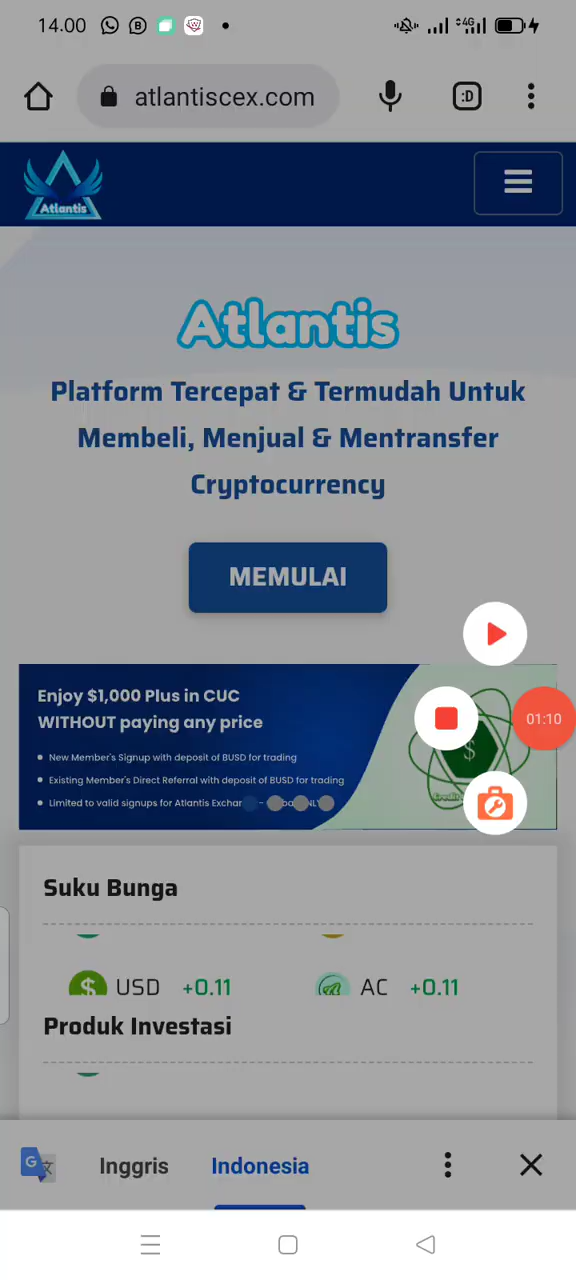 14.00
4G
atlantiscex.com
:D
Atlantis
Atlantis
Platform Tercepat & Termudah Untuk
Membeli, Menjual & Mentransfer
Cryptocurrency
MEMULAI
Enjoy $1,000 Plus in CUC
WITHOUT paying any price
New Member's Signup with deposit of BUSD for trading
Existing Member's Direct Referral with deposit of BUSD for trading
Limited to valid signups for Atlantis
01:10
Suku Bunga
USD +0.11 AC +0.11
Produk Investasi
Inggris Indonesia